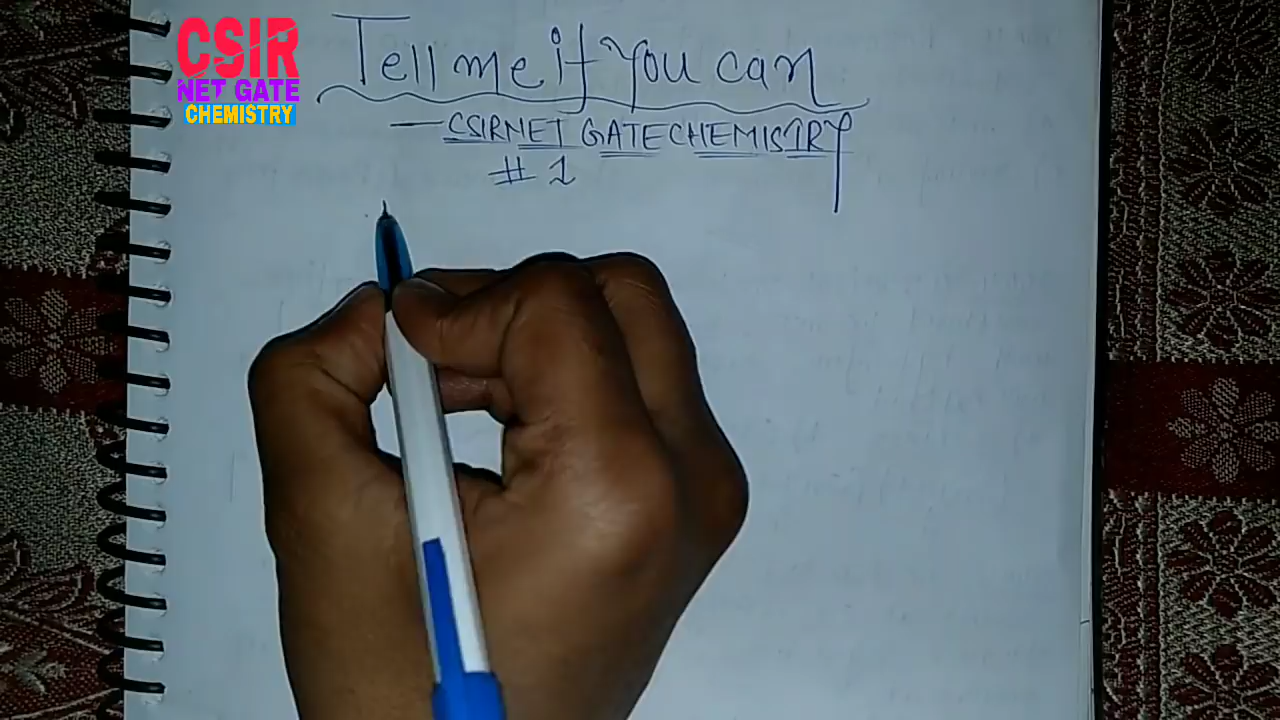 CSIR
NET GATE
CHEMISTRY
Tell me if You can
— CSIRNET GATECHEMISTRY
# 1